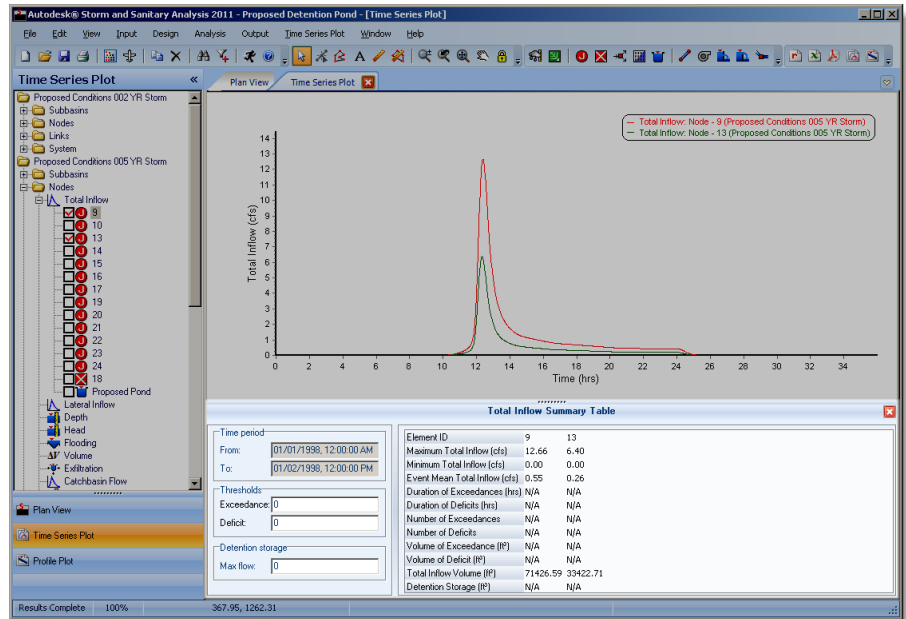 Autodesk® Storm and Sanitary Analysis 2011 - Proposed Detention Pond - [Time Series Plot]
File Edit View Input Design Analysis Output Time Series Plot Window Help
Time Series Plot «
Plan View Time Series Plot
Proposed Conditions 002 YR Storm
Subbasins
Nodes
Links
System
Proposed Conditions 005 YR Storm
Subbasins
Nodes
Total Inflow
9
10
13
14
15
16
17
19
20
21
22
23
24
18
Proposed Pond
Lateral Inflow
Depth
Head
Flooding
ΔV Volume
Exfiltration
Catchbasin Flow
Plan View
Time Series Plot
Profile Plot
Total Inflow: Node - 9 (Proposed Conditions 005 YR Storm)
Total Inflow: Node - 13 (Proposed Conditions 005 YR Storm)
Total Inflow (cfs)
14
13
12
11
10
9
8
7
6
5
4
3
2
1
0
0 2 4 6 8 10 12 14 16 18 20 22 24 26 28 30 32 34
Time (hrs)
Total Inflow Summary Table
Time period
From: 01/01/1998, 12:00:00 AM
To: 01/02/1998, 12:00:00 PM
Thresholds
Exceedance: 0
Deficit: 0
Detention storage
Max flow: 0
Element ID 9 13
Maximum Total Inflow (cfs) 12.66 6.40
Minimum Total Inflow (cfs) 0.00 0.00
Event Mean Total Inflow (cfs) 0.55 0.26
Duration of Exceedances (hrs) N/A N/A
Duration of Deficits (hrs) N/A N/A
Number of Exceedances N/A N/A
Number of Deficits N/A N/A
Volume of Exceedance (ft³) N/A N/A
Volume of Deficit (ft³) N/A N/A
Total Inflow Volume (ft³) 71426.59 33422.71
Detention Storage (ft³) N/A N/A
Results Complete 100% 367.95, 1262.31